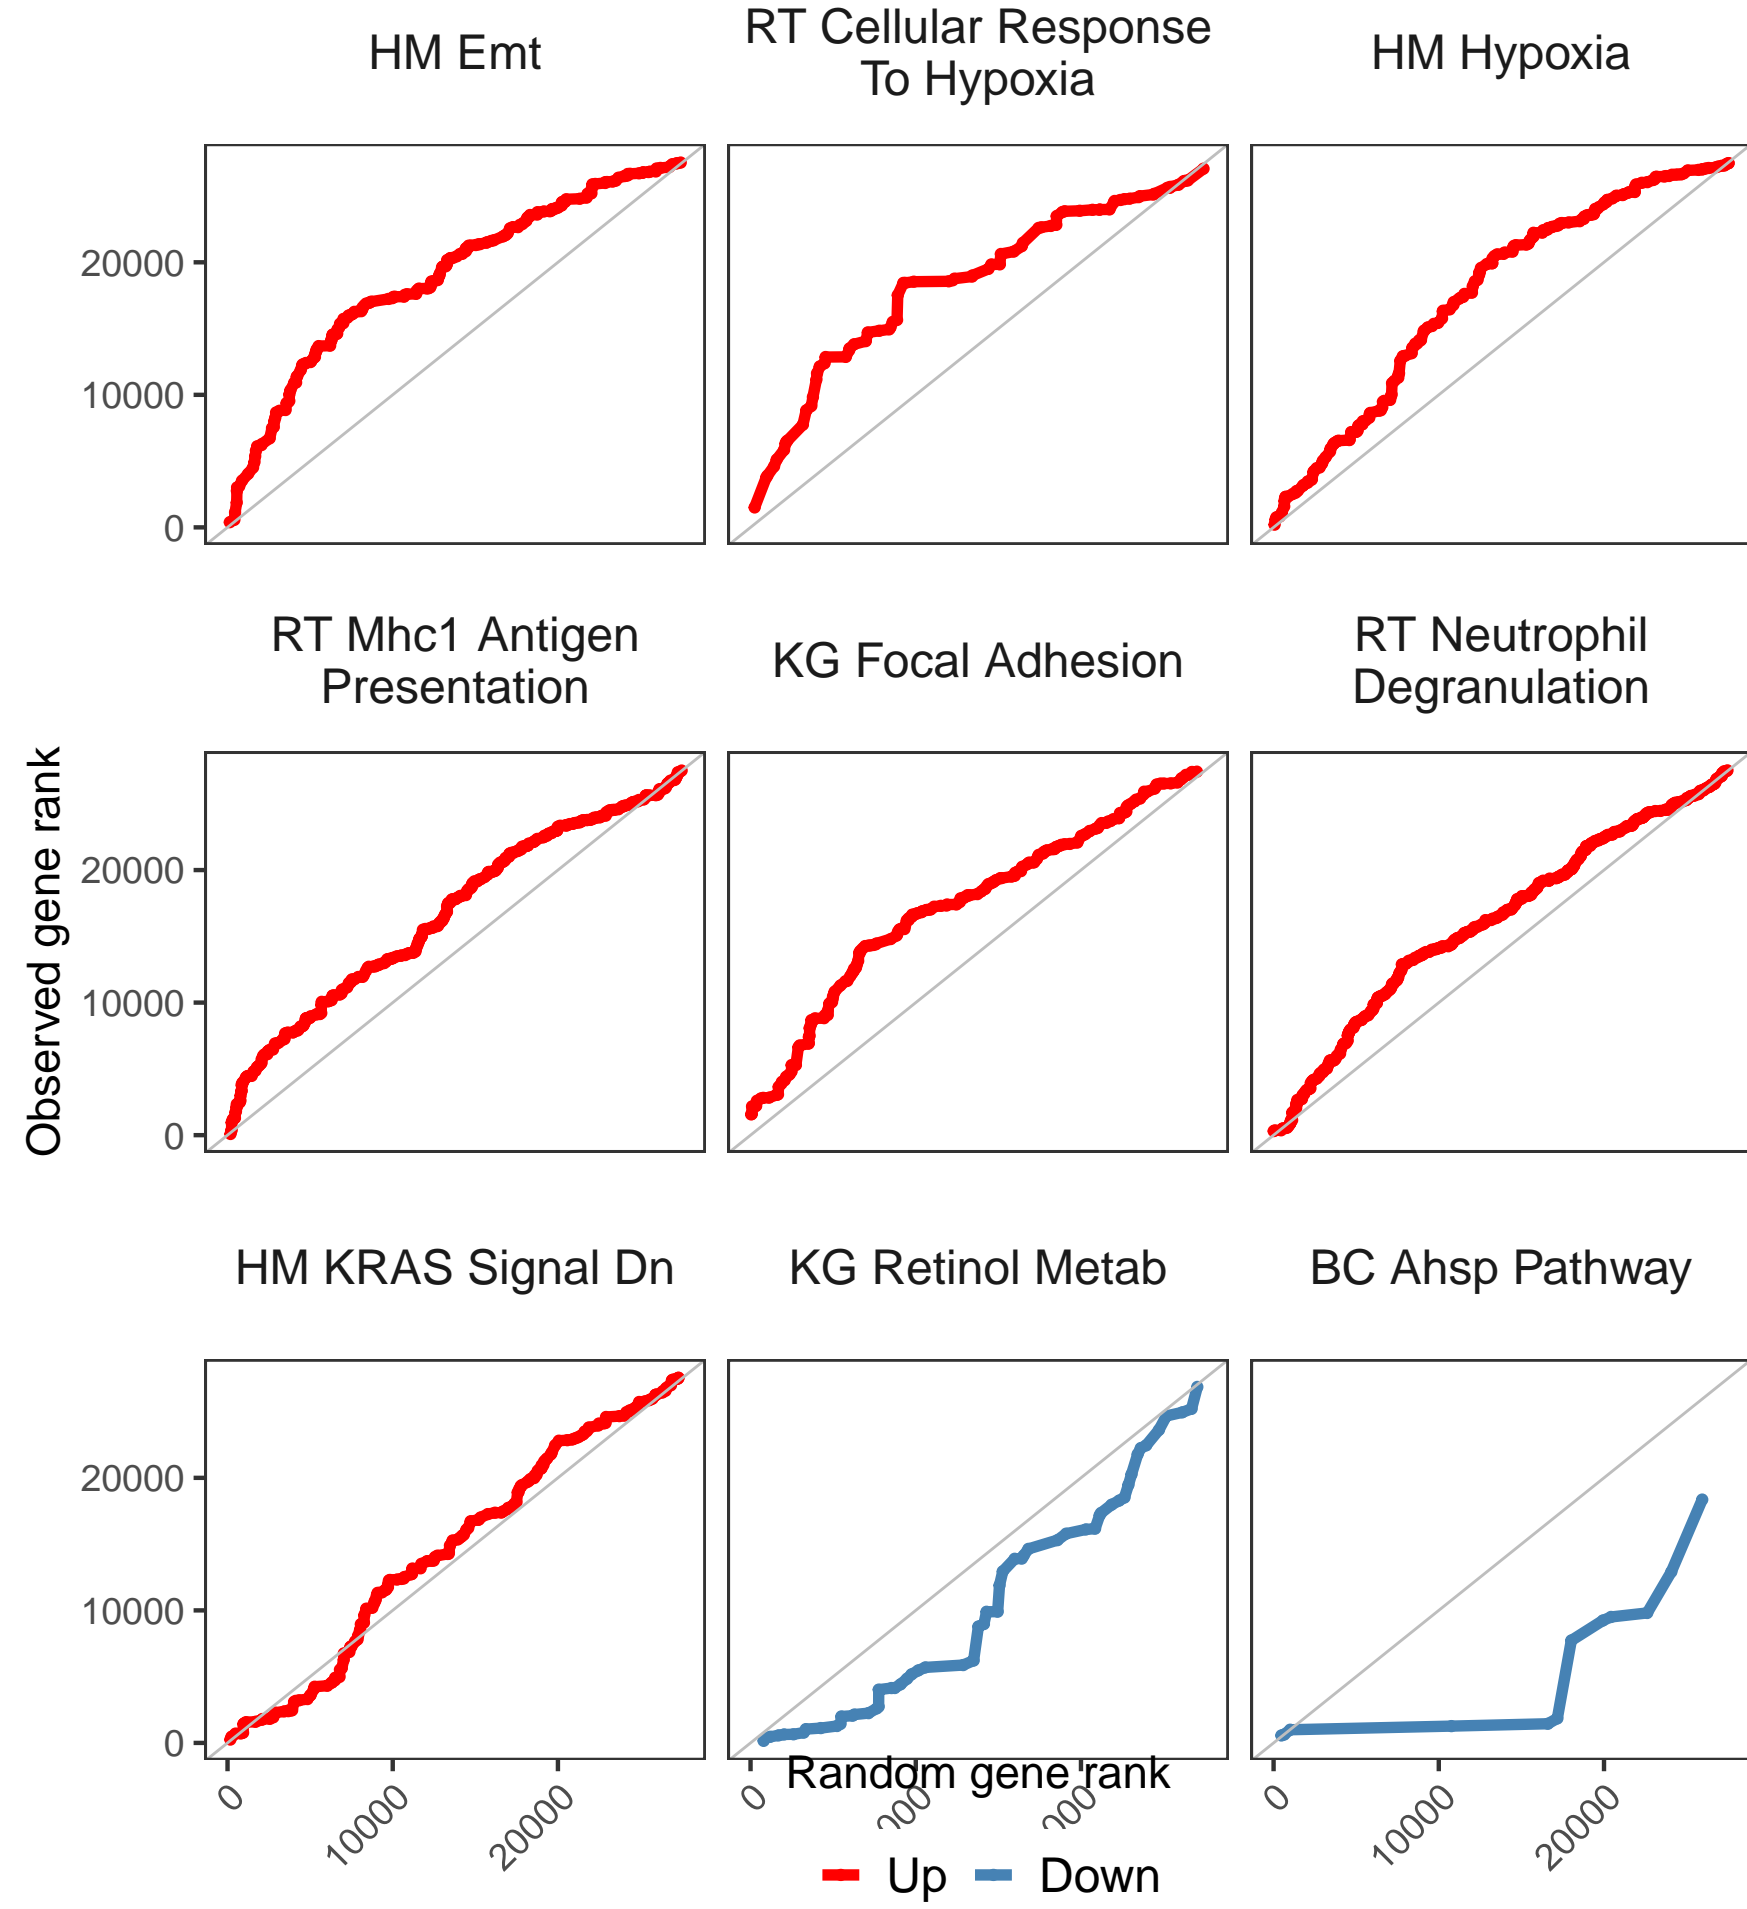 HM Emt
RT Cellular Response
To Hypoxia
HM Hypoxia
20000
10000
0
RT Mhc1 Antigen
Presentation
KG Focal Adhesion
RT Neutrophil
Degranulation
Observed gene rank
20000
10000
0
HM KRAS Signal Dn
KG Retinol Metab
BC Ahsp Pathway
20000
10000
0
0
10000
20000
0
0
10000
20000
Random gene rank
Up
Down